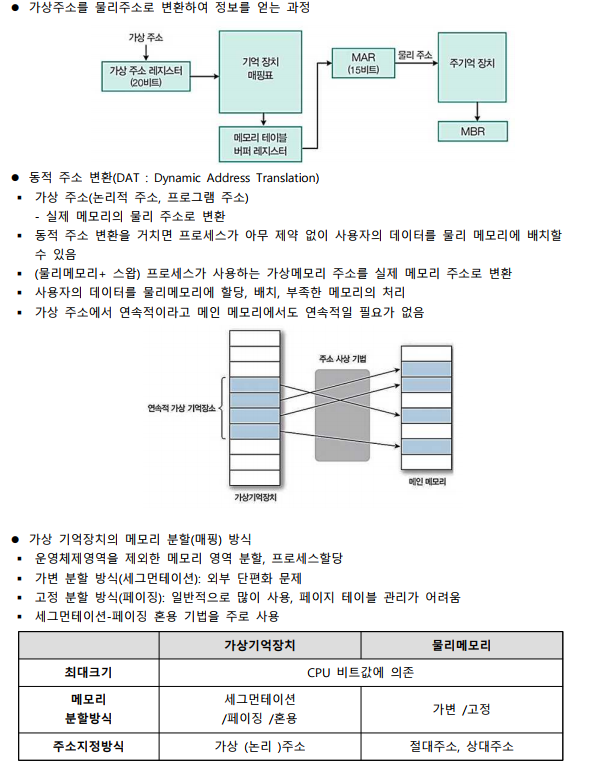 ● 가상주소를 물리주소로 변환하여 정보를 얻는 과정
가상 주소
가상 주소 레지스터
(20비트)
기억 장치
매핑표
메모리 테이블
버퍼 레지스터
MAR
(15비트)
물리 주소
주기억 장치
MBR
● 동적 주소 변환(DAT : Dynamic Address Translation)
▪ 가상 주소(논리적 주소, 프로그램 주소)
- 실제 메모리의 물리 주소로 변환
▪ 동적 주소 변환을 거치면 프로세스가 아무 제약 없이 사용자의 데이터를 물리 메모리에 배치할
수 있음
▪ (물리메모리+ 스왑) 프로세스가 사용하는 가상메모리 주소를 실제 메모리 주소로 변환
▪ 사용자의 데이터를 물리메모리에 할당, 배치, 부족한 메모리의 처리
▪ 가상 주소에서 연속적이라고 메인 메모리에서도 연속적일 필요가 없음
주소 사상 기법
연속적 가상 기억장소
가상기억장치
메인 메모리
● 가상 기억장치의 메모리 분할(매핑) 방식
▪ 운영체제영역을 제외한 메모리 영역 분할, 프로세스할당
▪ 가변 분할 방식(세그먼테이션): 외부 단편화 문제
▪ 고정 분할 방식(페이징): 일반적으로 많이 사용, 페이지 테이블 관리가 어려움
▪ 세그먼테이션-페이징 혼용 기법을 주로 사용
가상기억장치 물리메모리
최대크기 CPU 비트값에 의존
메모리
분할방식
세그먼테이션
/페이징 /혼용
가변 /고정
주소지정방식 가상 (논리 )주소 절대주소, 상대주소